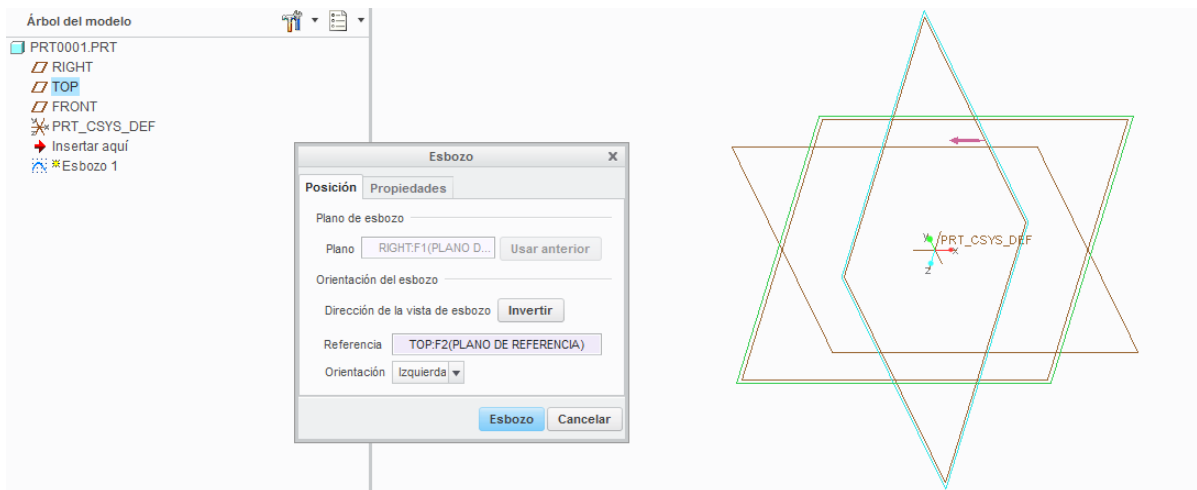 Árbol del modelo
PRT0001.PRT
RIGHT
TOP
FRONT
PRT_CSYS_DEF
Insertar aquí
Esbozo 1
Esbozo X
Posición Propiedades
Plano de esbozo
Plano RIGHT:F1(PLANO D... Usar anterior
Orientación del esbozo
Dirección de la vista de esbozo Invertir
Referencia TOP:F2(PLANO DE REFERENCIA)
Orientación Izquierda
Esbozo Cancelar
Y PRT_CSYS_DEF
X
Z